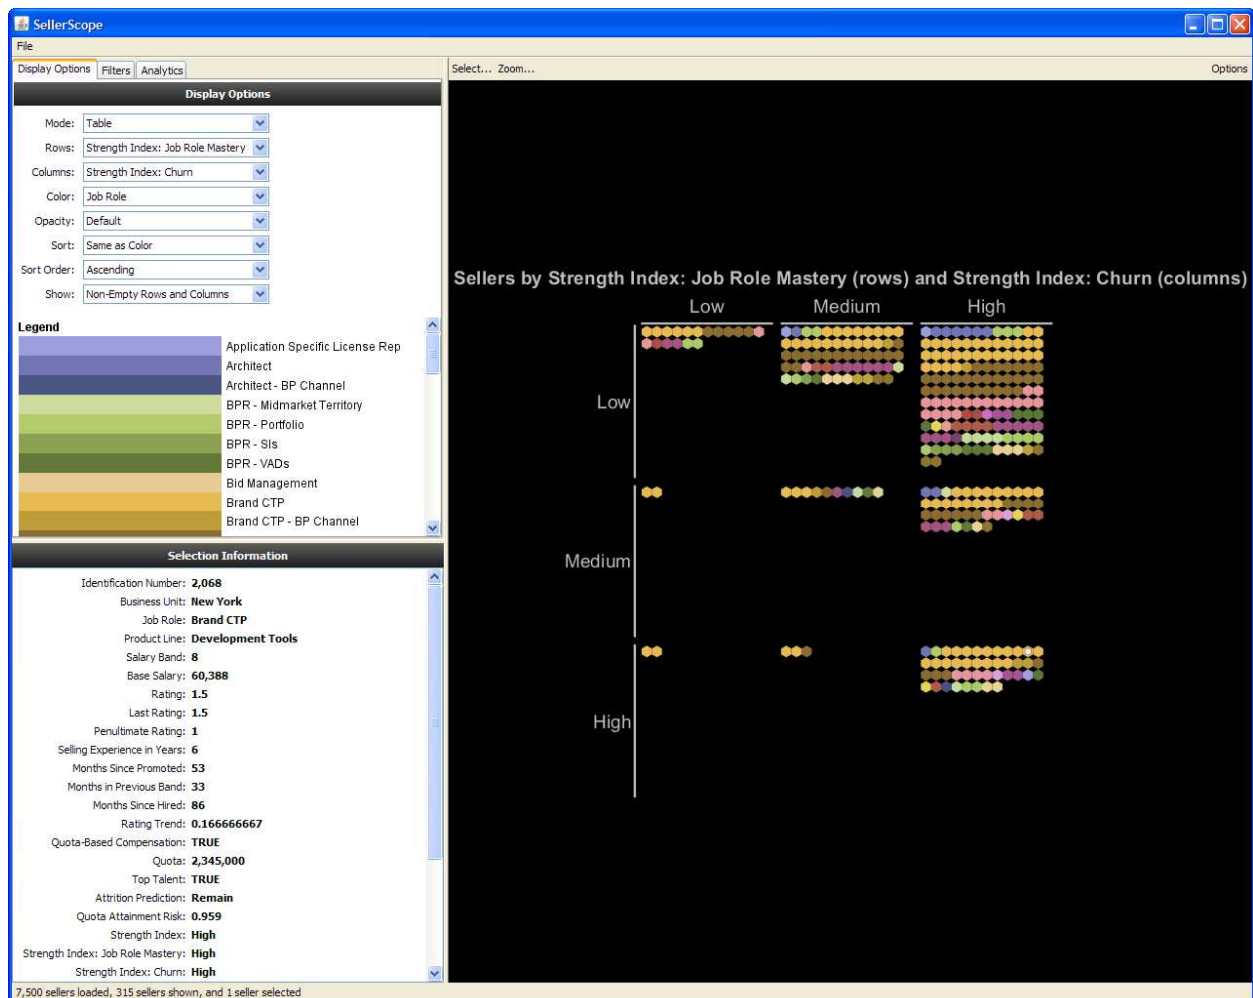 SellerScope
File
Display Options Filters Analytics
Display Options
Mode: Table
Rows: Strength Index: Job Role Mastery
Columns: Strength Index: Churn
Color: Job Role
Opacity: Default
Sort: Same as Color
Sort Order: Ascending
Show: Non-Empty Rows and Columns
Legend
Application Specific License Rep
Architect
Architect - BP Channel
BPR - Midmarket Territory
BPR - Portfolio
BPR - SIs
BPR - VADs
Bid Management
Brand CTP
Brand CTP - BP Channel
Selection Information
Identification Number: 2,068
Business Unit: New York
Job Role: Brand CTP
Product Line: Development Tools
Salary Band: 8
Base Salary: 60,388
Rating: 1.5
Last Rating: 1.5
Penultimate Rating: 1
Selling Experience in Years: 6
Months Since Promoted: 53
Months in Previous Band: 33
Months Since Hired: 86
Rating Trend: 0.166666667
Quota-Based Compensation: TRUE
Quota: 2,345,000
Top Talent: TRUE
Attrition Prediction: Remain
Quota Attainment Risk: 0.959
Strength Index: High
Strength Index: Job Role Mastery: High
Strength Index: Churn: High
7,500 sellers loaded, 315 sellers shown, and 1 seller selected
Select... Zoom... Options
Sellers by Strength Index: Job Role Mastery (rows) and Strength Index: Churn (columns)
Low Medium High
Low
Medium
High